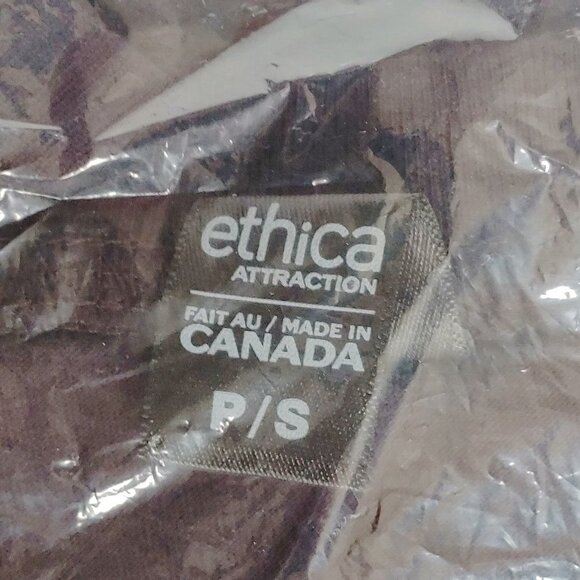 ethica
ATTRACTION
FAIT AU / MADE IN
CANADA
P/S